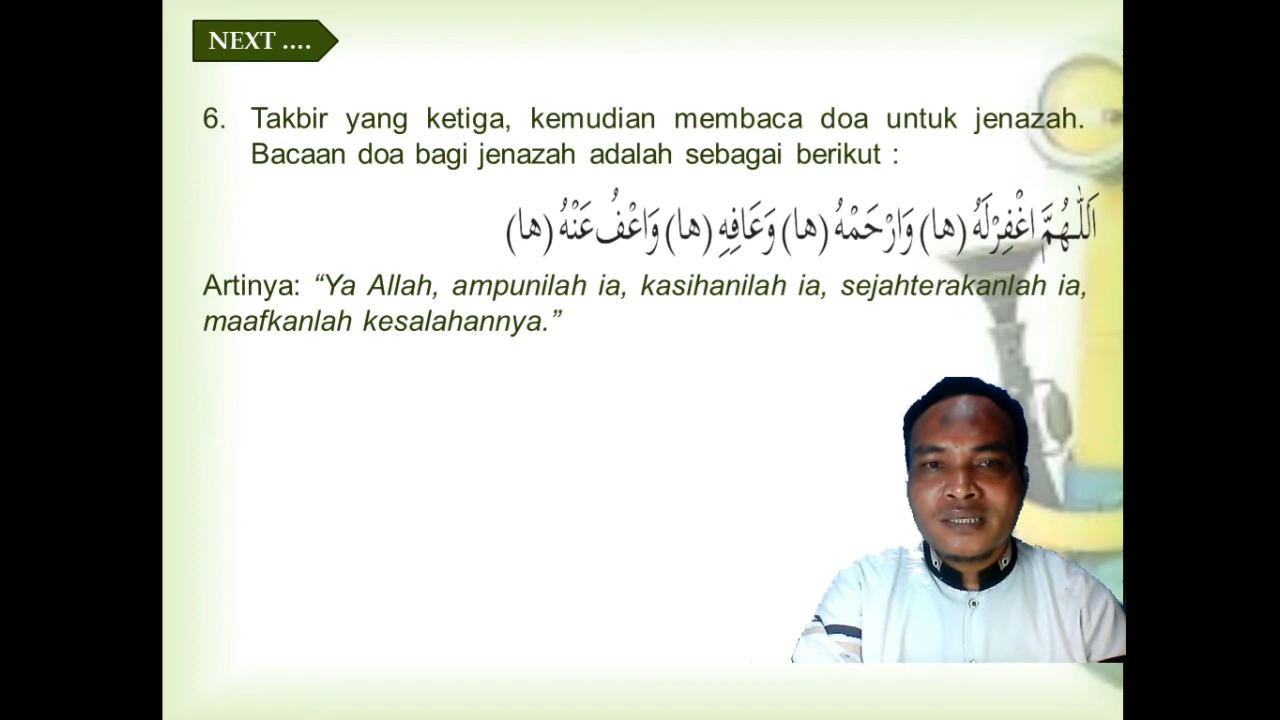 NEXT ....
6. Takbir yang ketiga, kemudian membaca doa untuk jenazah.
Bacaan doa bagi jenazah adalah sebagai berikut :
اَللّٰهُمَّ اغْفِرْلَهُ (ها) وَارْحَمْهُ (ها) وَعَافِهِ (ها) وَاعْفُ عَنْهُ (ها)
Artinya: “Ya Allah, ampunilah ia, kasihanilah ia, sejahterakanlah ia,
maafkanlah kesalahannya.”